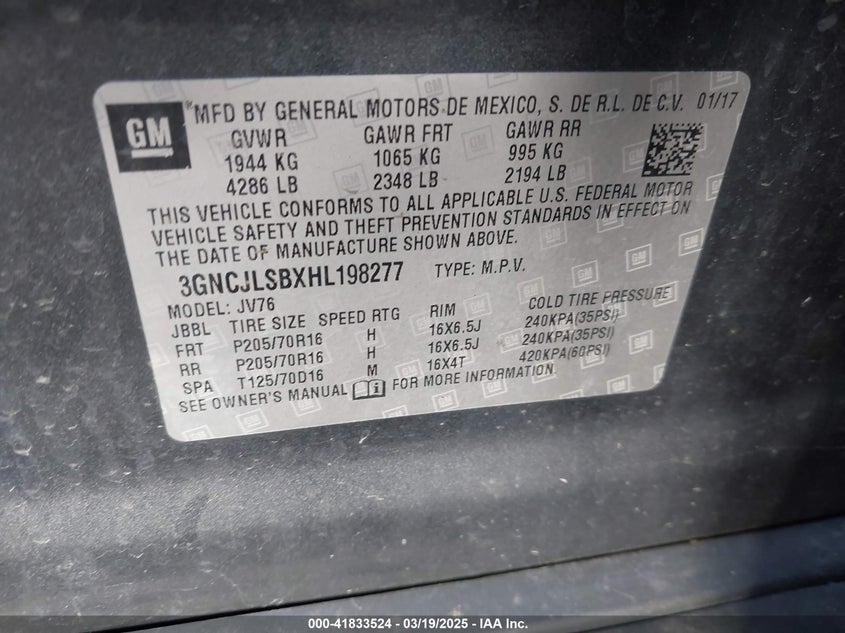 GM ®MFD BY GENERAL MOTORS DE MEXICO, S. DE R.L. DE C.V. 01/17
GVWR GAWR FRT GAWR RR
1944 KG 1065 KG 995 KG
4286 LB 2348 LB 2194 LB
THIS VEHICLE CONFORMS TO ALL APPLICABLE U.S. FEDERAL MOTOR
VEHICLE SAFETY AND THEFT PREVENTION STANDARDS IN EFFECT ON
THE DATE OF MANUFACTURE SHOWN ABOVE.
3GNCJLSBXHL198277 TYPE: M.P.V.
MODEL: JV76
JBBL TIRE SIZE SPEED RTG RIM COLD TIRE PRESSURE
FRT P205/70R16 H 16X6.5J 240KPA(35PSI)
RR P205/70R16 H 16X6.5J 240KPA(35PSI)
SPA T125/70D16 M 16X4T 420KPA(60PSI)
SEE OWNER'S MANUAL FOR MORE INFORMATION.
000-41833524 — 03/19/2025 — IAA Inc.